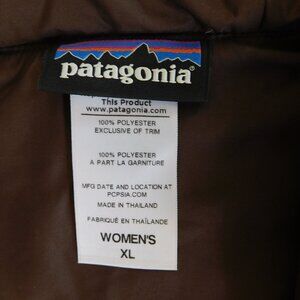 patagonia®
This Product
www.patagonia.com
100% POLYESTER
EXCLUSIVE OF TRIM
100% POLYESTER
A PART LA GARNITURE
MFG DATE AND LOCATION AT
PCPSIA.COM
MADE IN THAILAND
FABRIQUÉ EN THAÏLANDE
WOMEN'S
XL